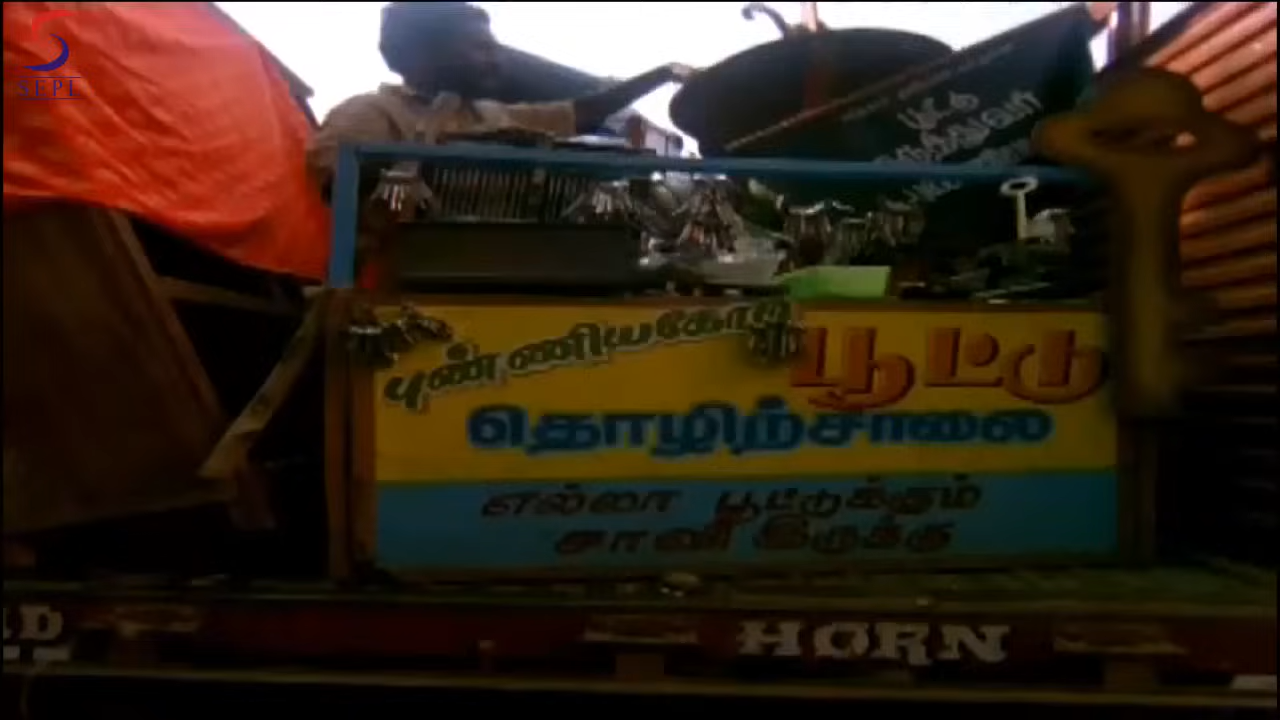 SEPL
பூட்டு
புண்ணியகோடி பூட்டு
தொழிற்சாலை
எல்லா பூட்டுக்கும்
சாவி இருக்கு
HORN